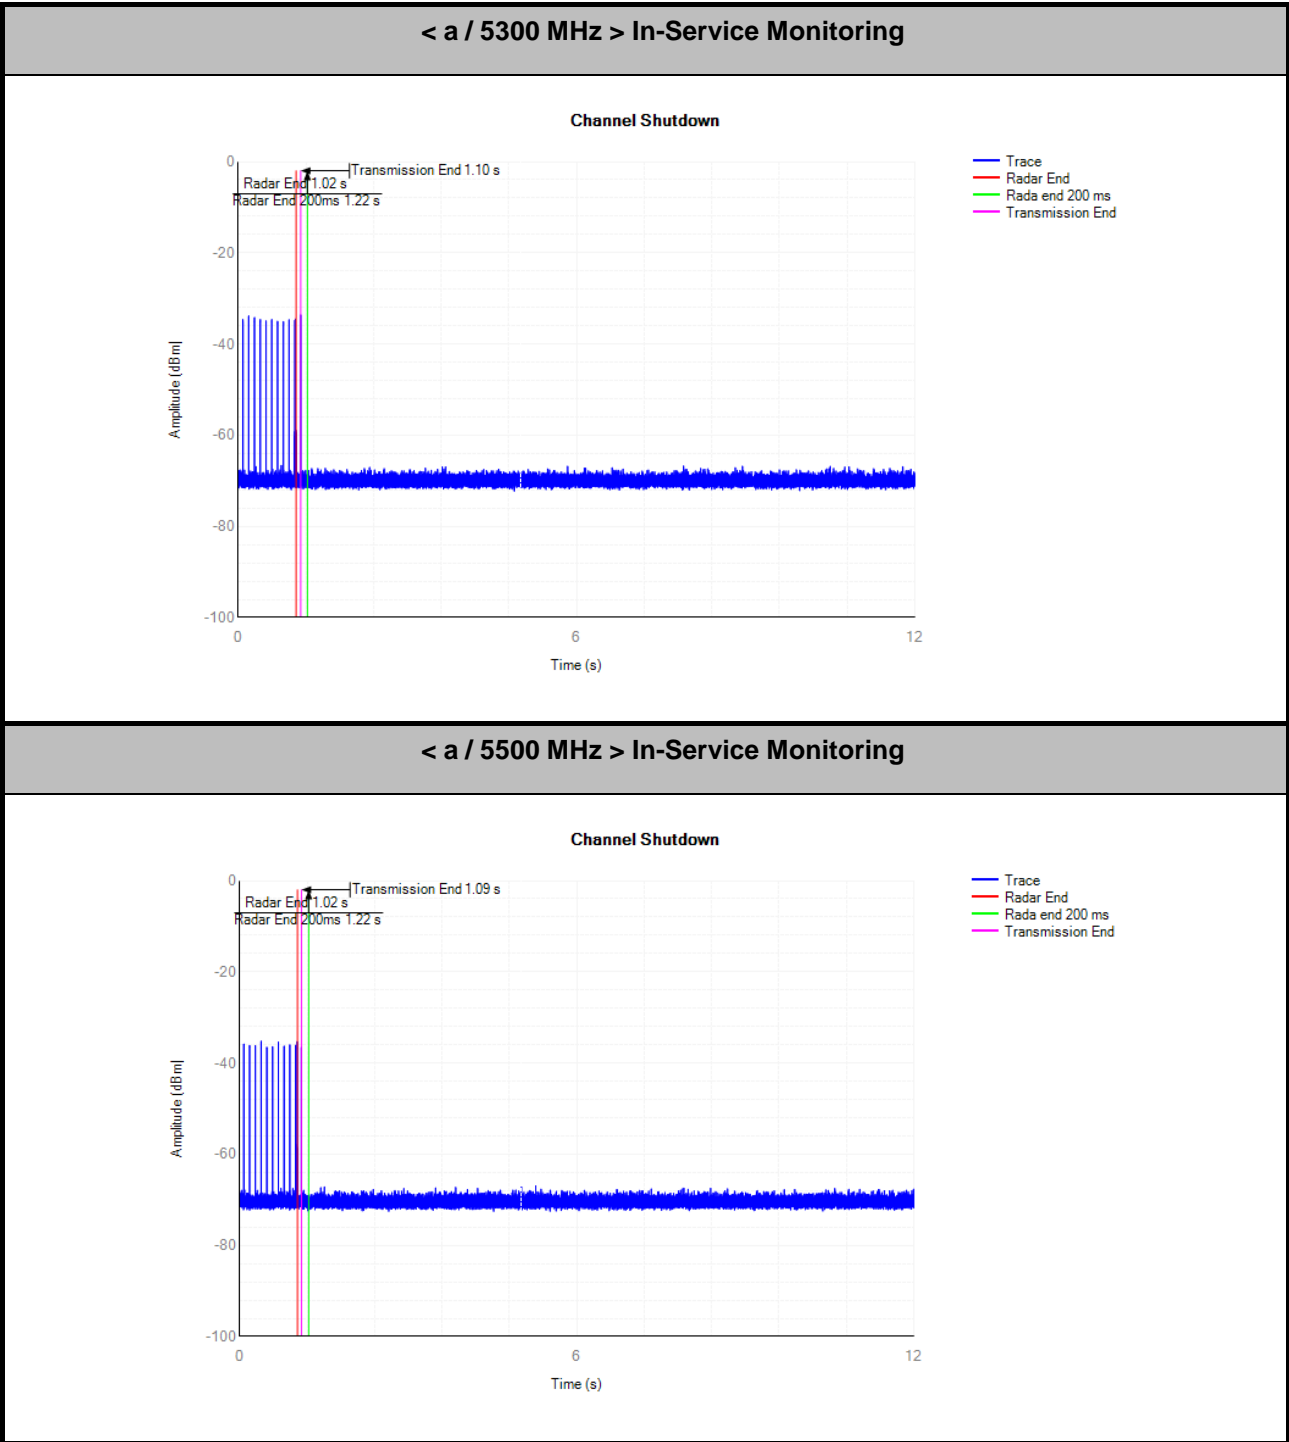 < a / 5300 MHz > In-Service Monitoring
Channel Shutdown
Transmission End 1.10 s
Radar End 1.02 s
Radar End 200ms 1.22 s
Trace
Radar End
Rada end 200 ms
Transmission End
0
-20
-40
-60
-80
-100
Amplitude (dBm)
0 6 12
Time (s)
< a / 5500 MHz > In-Service Monitoring
Channel Shutdown
Transmission End 1.09 s
Radar End 1.02 s
Radar End 200ms 1.22 s
Trace
Radar End
Rada end 200 ms
Transmission End
0
-20
-40
-60
-80
-100
Amplitude (dBm)
0 6 12
Time (s)